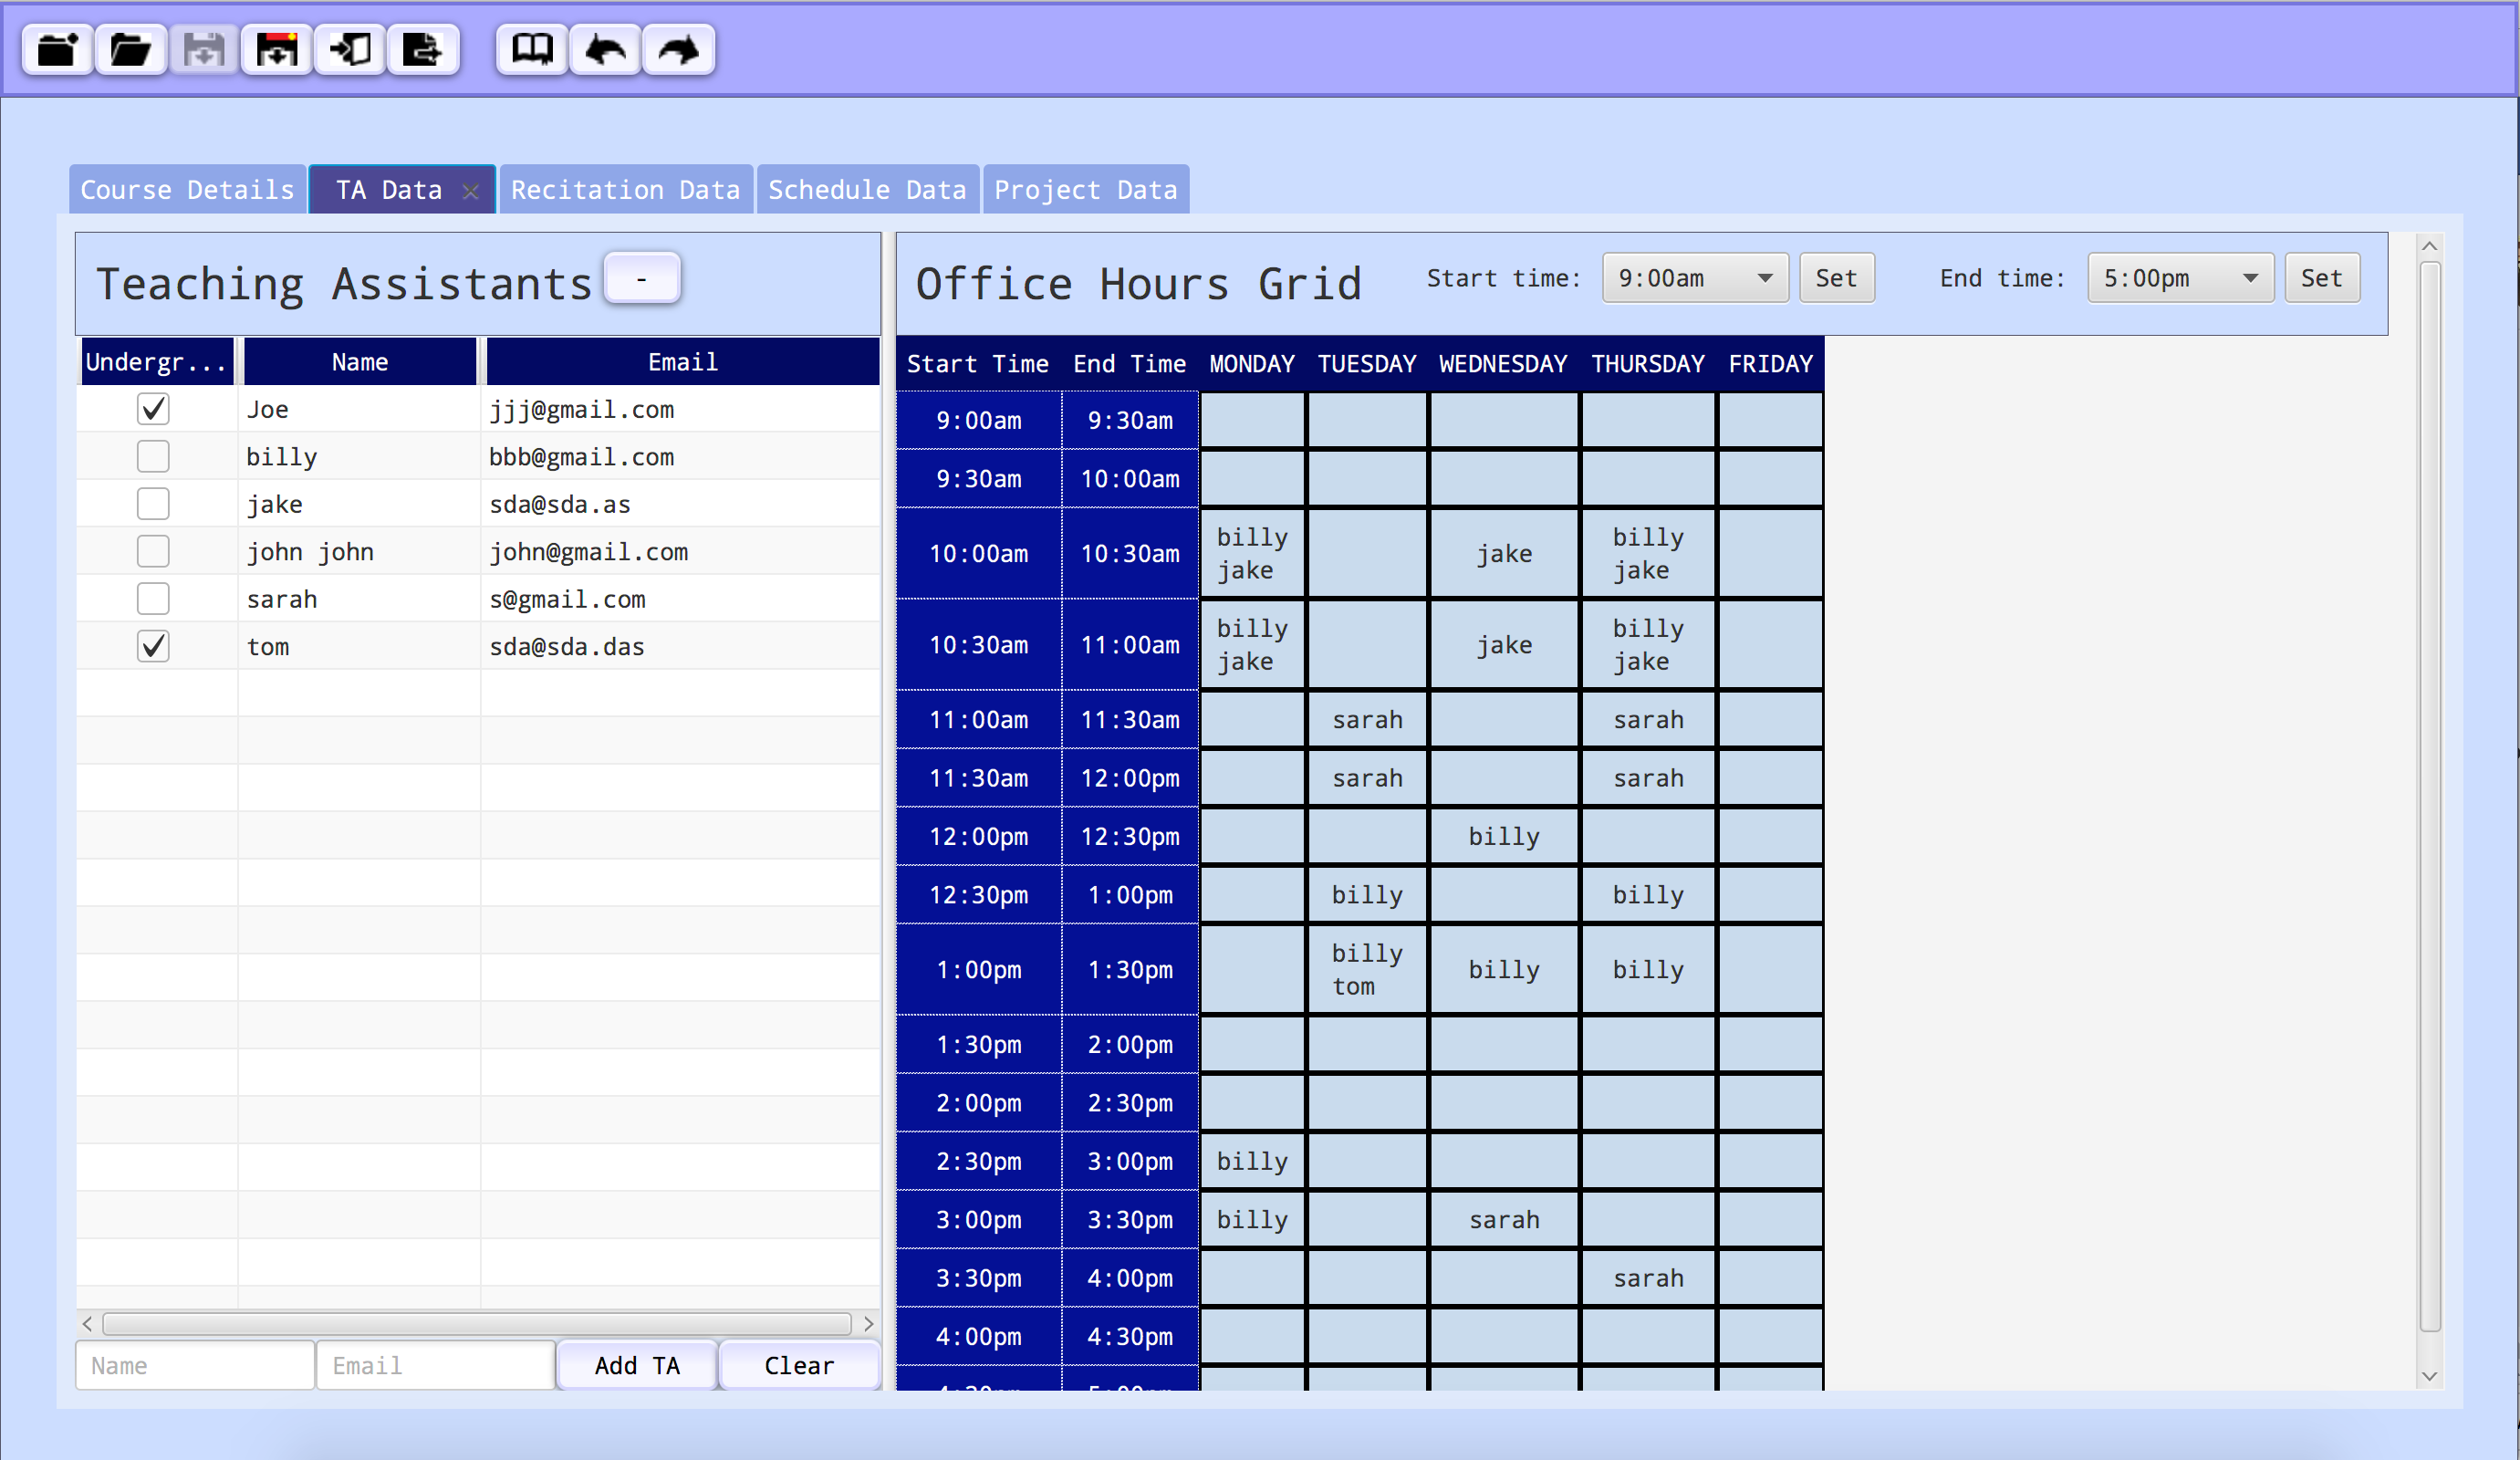 Course Details TA Data Recitation Data Schedule Data Project Data
Teaching Assistants -
Undergr... Name Email
Joe jjj@gmail.com
billy bbb@gmail.com
jake sda@sda.as
john john john@gmail.com
sarah s@gmail.com
tom sda@sda.das
Name Email Add TA Clear
Office Hours Grid Start time: 9:00am Set End time: 5:00pm Set
Start Time End Time MONDAY TUESDAY WEDNESDAY THURSDAY FRIDAY
9:00am 9:30am
9:30am 10:00am
10:00am 10:30am billy jake jake billy jake
10:30am 11:00am billy jake jake billy jake
11:00am 11:30am sarah sarah
11:30am 12:00pm sarah sarah
12:00pm 12:30pm billy
12:30pm 1:00pm billy billy
1:00pm 1:30pm billy tom billy billy
1:30pm 2:00pm
2:00pm 2:30pm
2:30pm 3:00pm billy
3:00pm 3:30pm billy sarah
3:30pm 4:00pm sarah
4:00pm 4:30pm